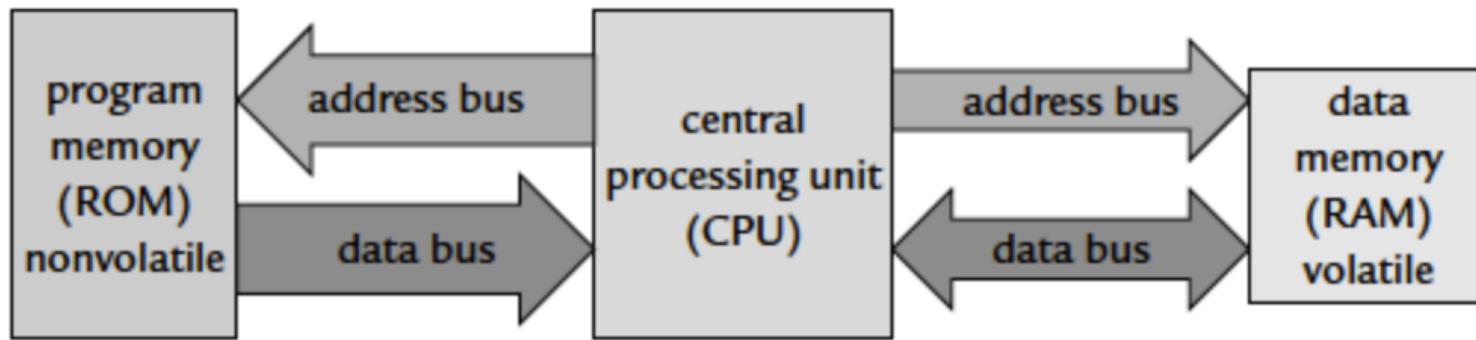 program
memory
(ROM)
nonvolatile
address bus
data bus
central
processing unit
(CPU)
address bus
data bus
data
memory
(RAM)
volatile